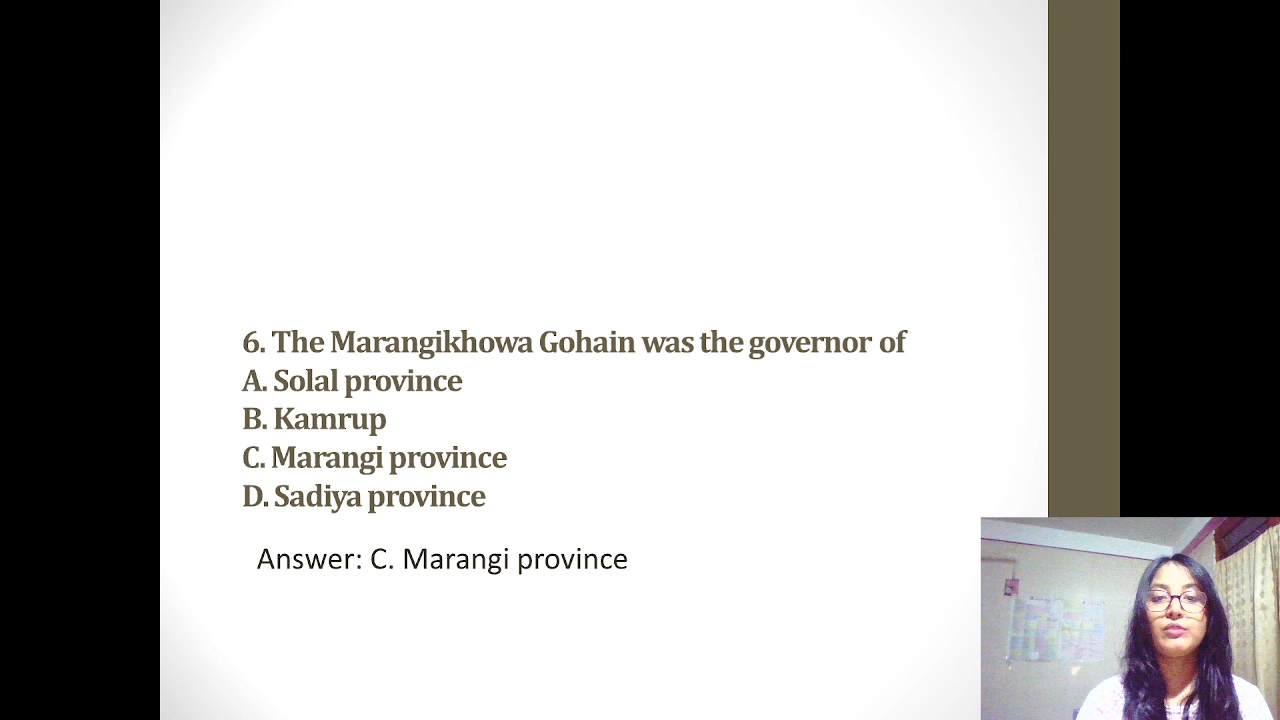 6. The Marangikhowa Gohain was the governor of
A. Solal province
B. Kamrup
C. Marangi province
D. Sadiya province
Answer: C. Marangi province